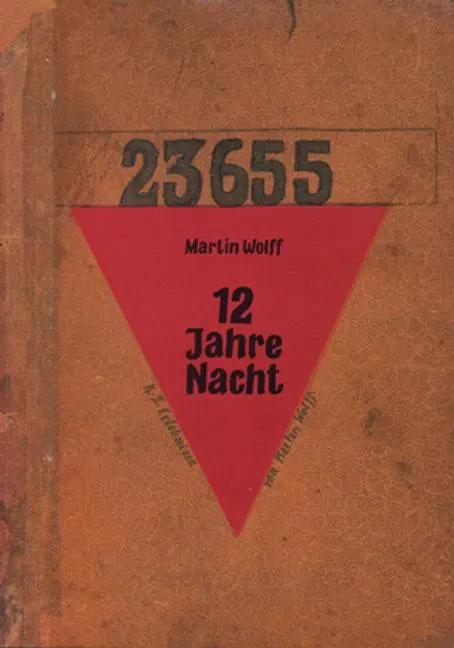 23655
Martin Wolff
12
Jahre
Nacht
K.Z. Erlebnisse
von Martin Wolff